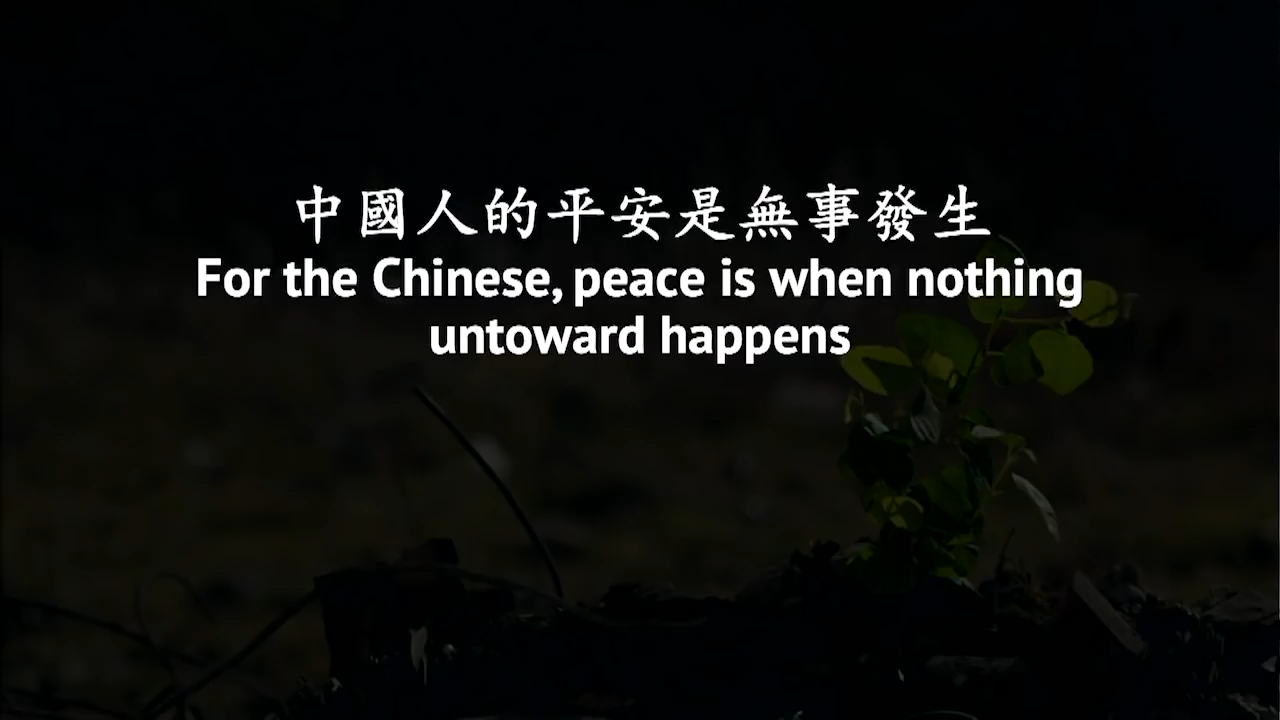 中國人的平安是無事發生
For the Chinese, peace is when nothing
untoward happens